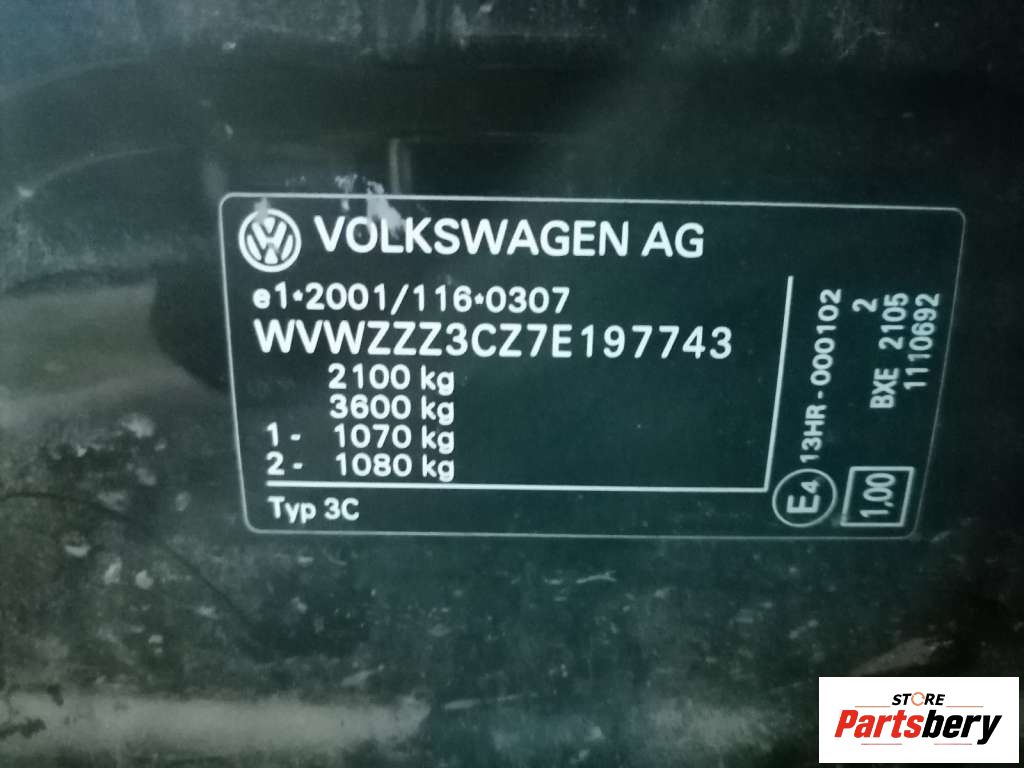 VOLKSWAGEN AG
e1*2001/116*0307
WVWZZZ3CZ7E197743
2100 kg
3600 kg
1- 1070 kg
2- 1080 kg
Typ 3C
E4 13HR-000102
2
BXE 2105
1110692
1,00
STORE
Partsbery